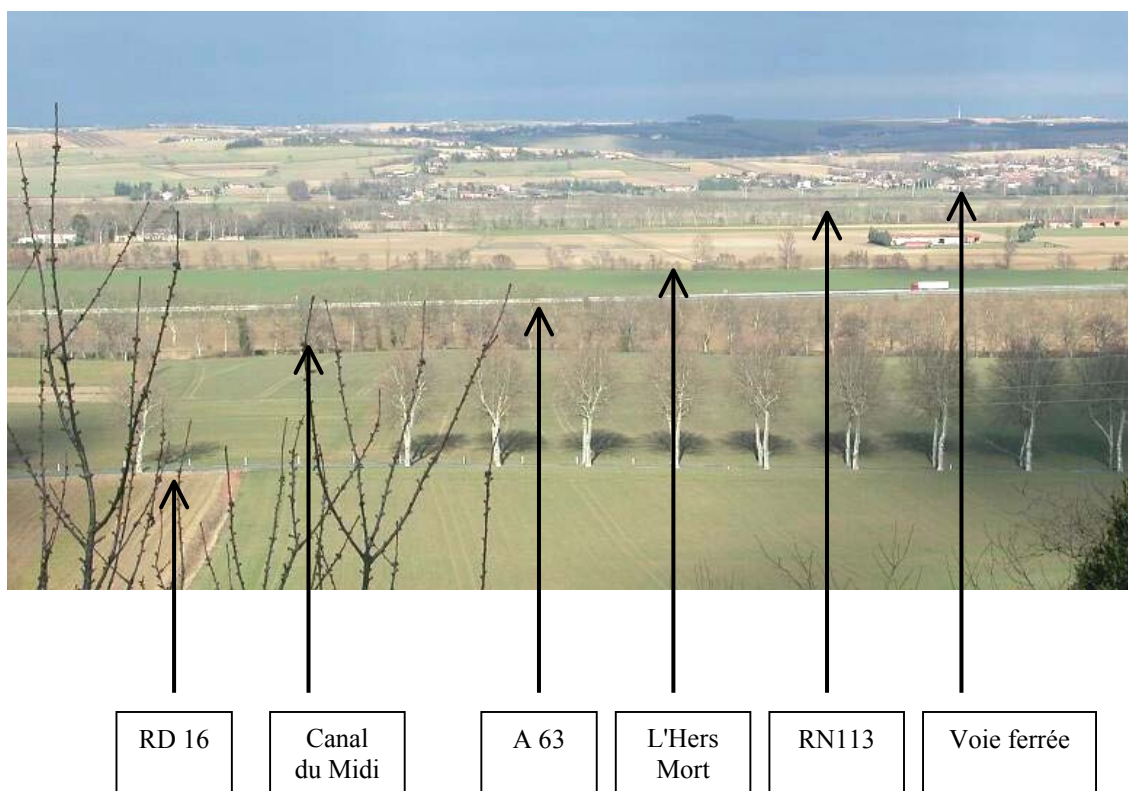 RD 16
Canal
du Midi
A 63
L'Hers
Mort
RN113
Voie ferrée